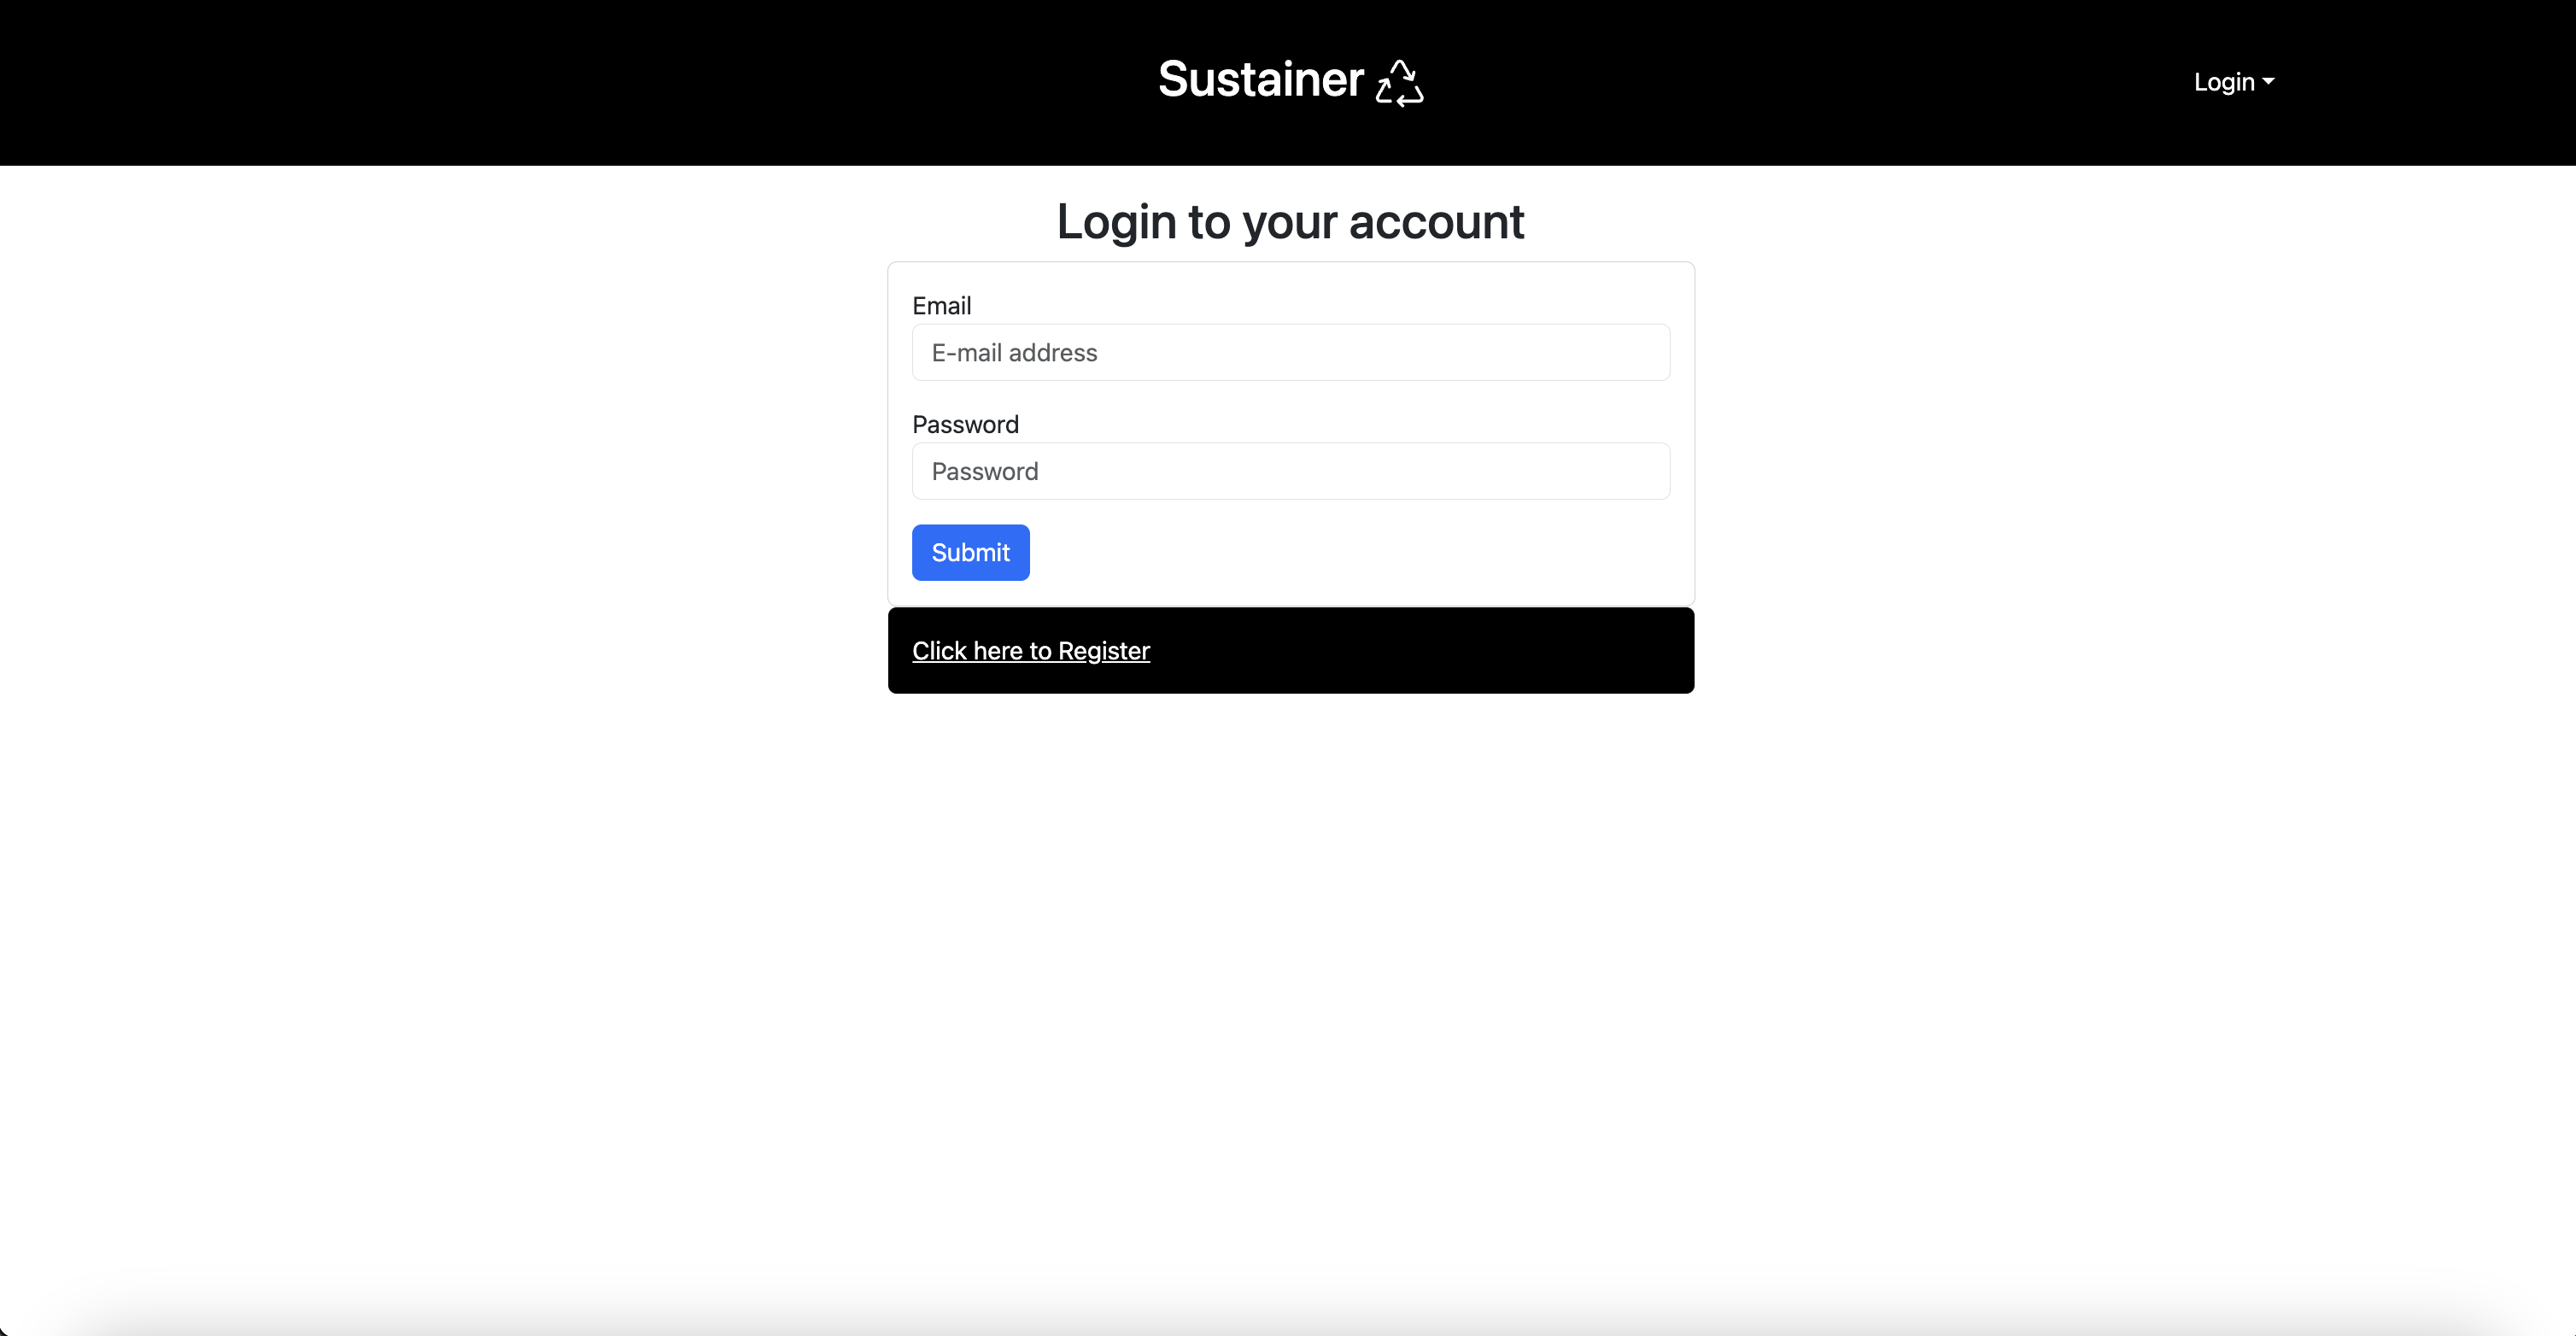 Sustainer
Login
Login to your account
Email
E-mail address
Password
Password
Submit
Click here to Register